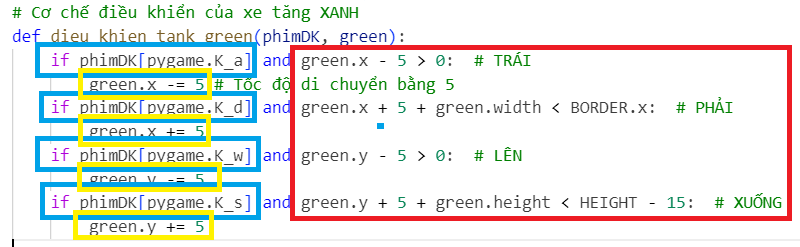 # Cơ chế điều khiển của xe tăng XANH
def dieu_khien_tank_green(phimDK, green):
    if phimDK[pygame.K_a] and green.x - 5 > 0:  # TRÁI
        green.x -= 5 # Tốc độ di chuyển bằng 5
    if phimDK[pygame.K_d] and green.x + 5 + green.width < BORDER.x:  # PHẢI
        green.x += 5
    if phimDK[pygame.K_w] and green.y - 5 > 0:  # LÊN
        green.y -= 5
    if phimDK[pygame.K_s] and green.y + 5 + green.height < HEIGHT - 15:  # XUỐNG
        green.y += 5